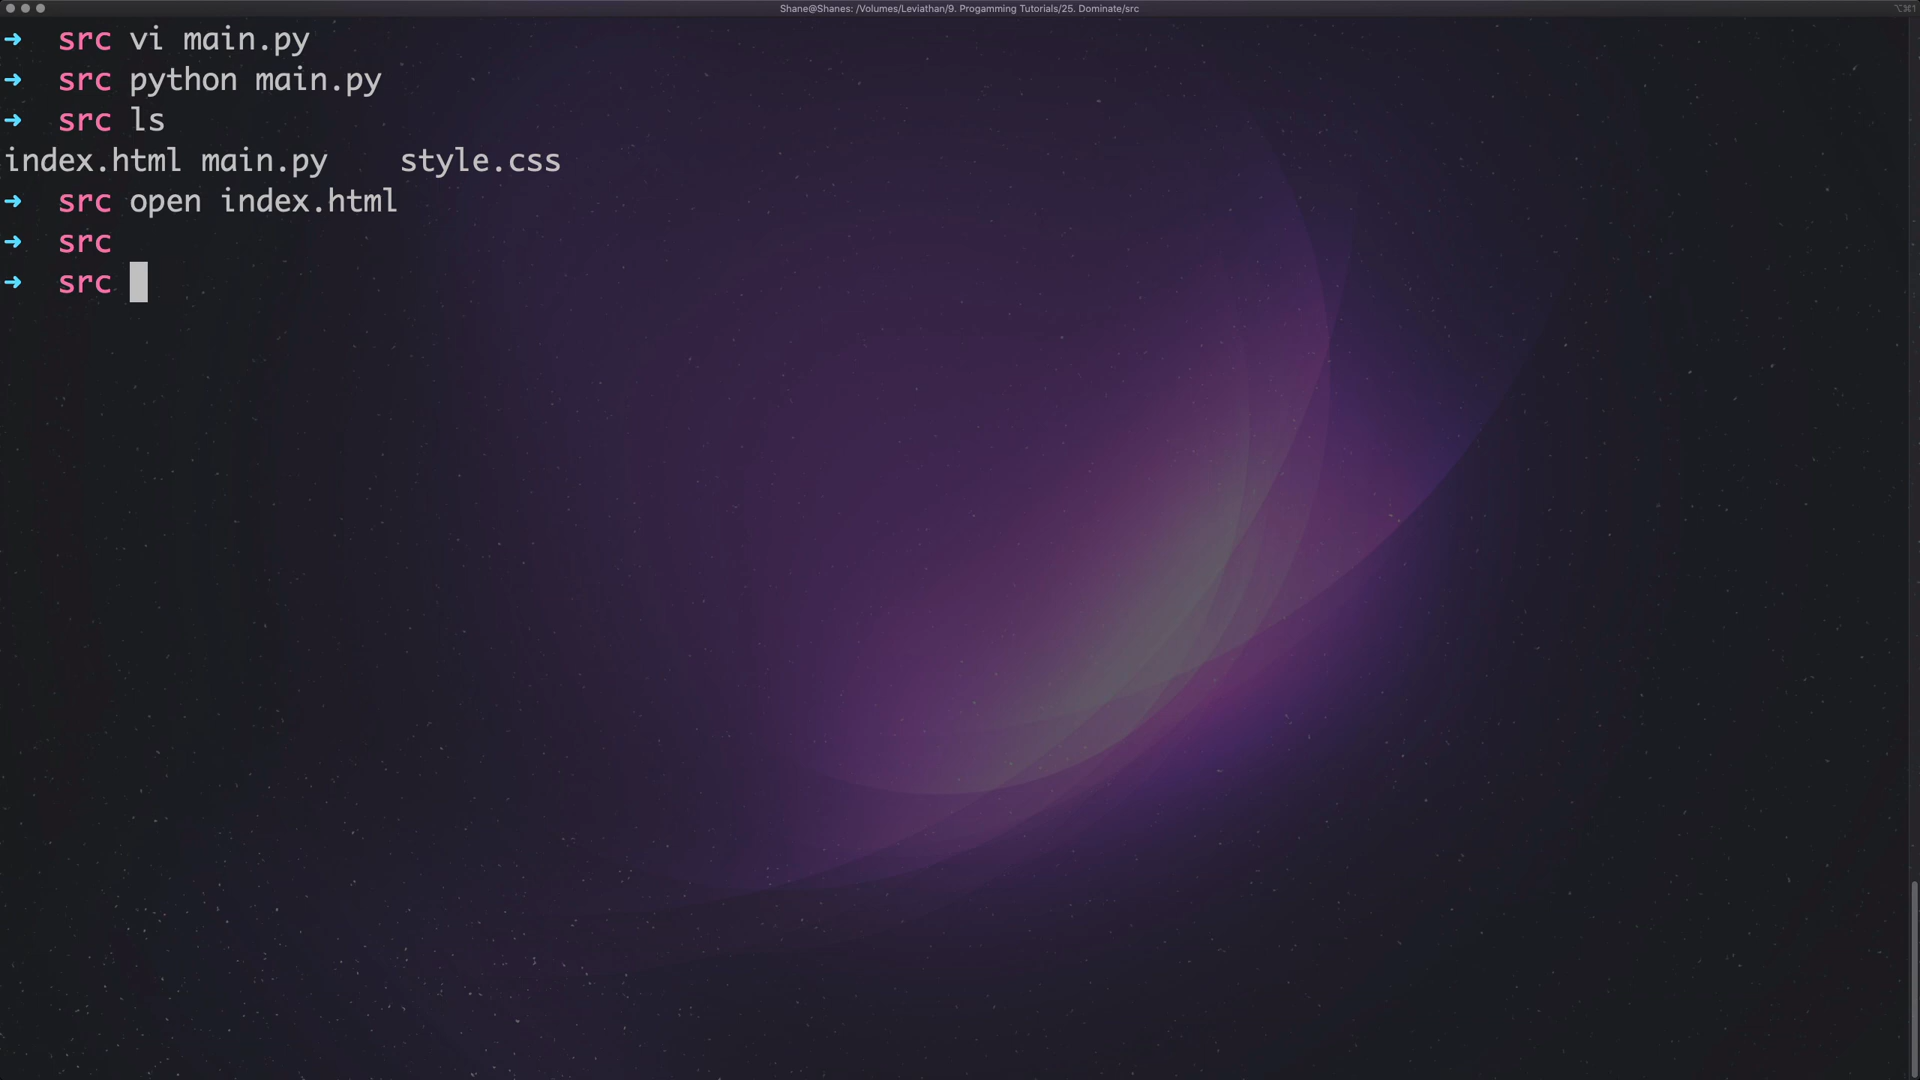 Shane@Shanes: /Volumes/Leviathan/9. Progamming Tutorials/25. Dominate/src
⌥⌘1
➜ src vi main.py
➜ src python main.py
➜ src ls
index.html main.py    style.css
➜ src open index.html
➜ src
➜ src